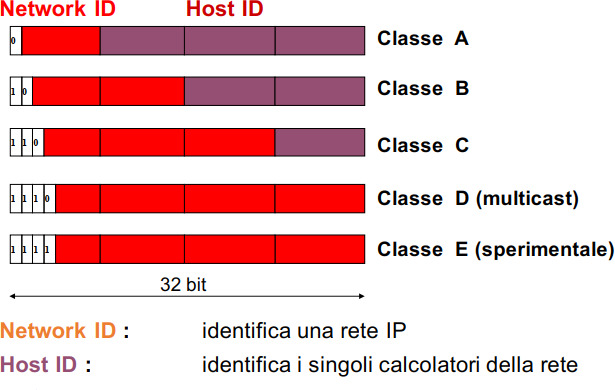 Network ID Host ID
0 Classe A
1 0 Classe B
1 1 0 Classe C
1 1 1 0 Classe D (multicast)
1 1 1 1 Classe E (sperimentale)
32 bit
Network ID : identifica una rete IP
Host ID : identifica i singoli calcolatori della rete